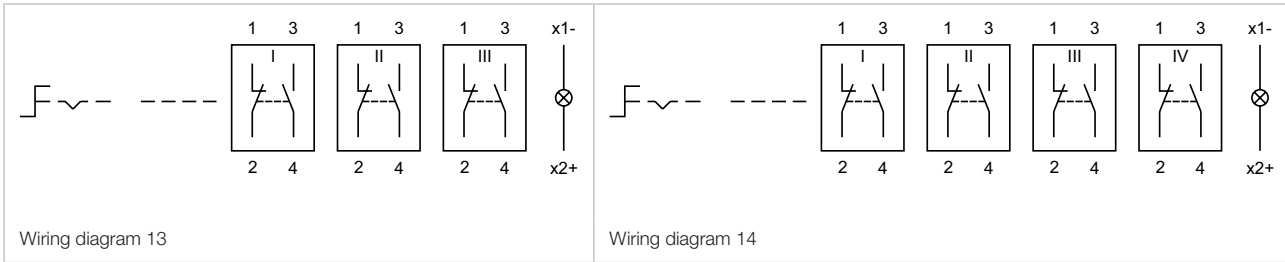 1 3 1 3 1 3 x1-
I II III
2 4 2 4 2 4 x2+
Wiring diagram 13
1 3 1 3 1 3 1 3 x1-
I II III IV
2 4 2 4 2 4 2 4 x2+
Wiring diagram 14